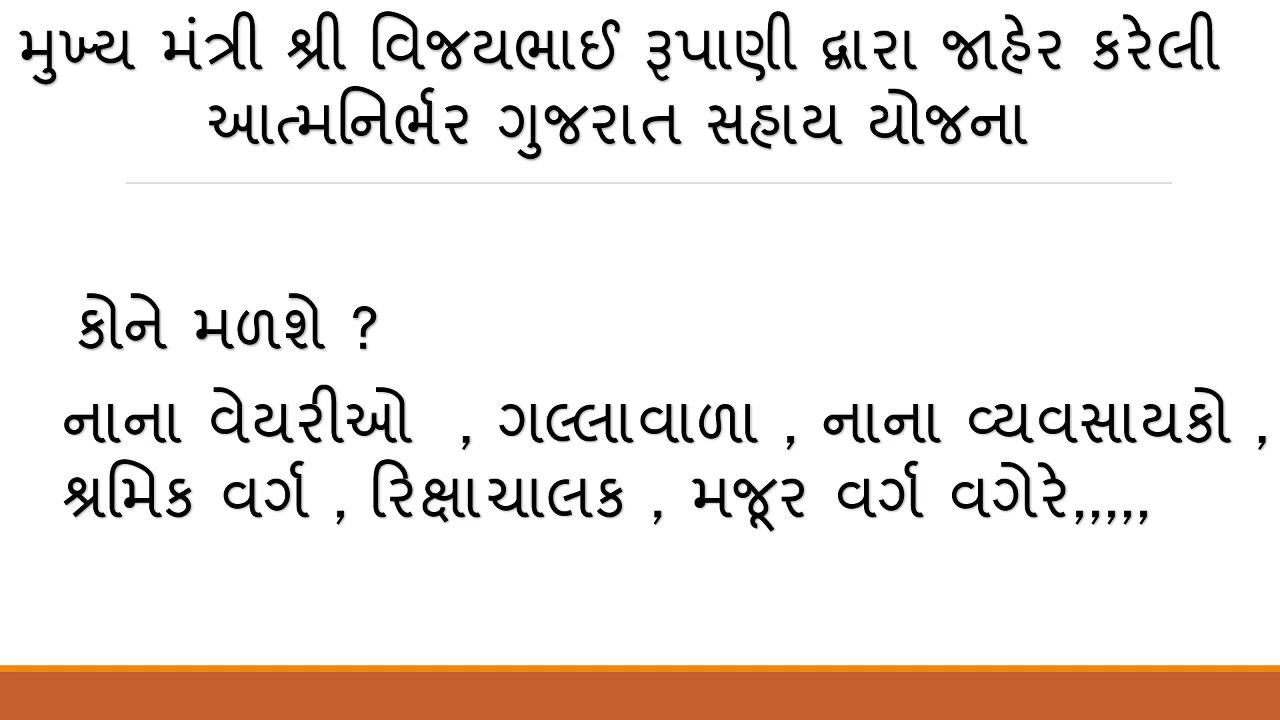 મુખ્ય મંત્રી શ્રી વિજયભાઈ રૂપાણી દ્વારા જાહેર કરેલી
આત્મનિર્ભર ગુજરાત સહાય યોજના
કોને મળશે ?
નાના વેયરીઓ , ગલ્લાવાળા , નાના વ્યવસાયકો ,
શ્રમિક વર્ગ , રિક્ષાચાલક , મજૂર વર્ગ વગેરે,,,,,